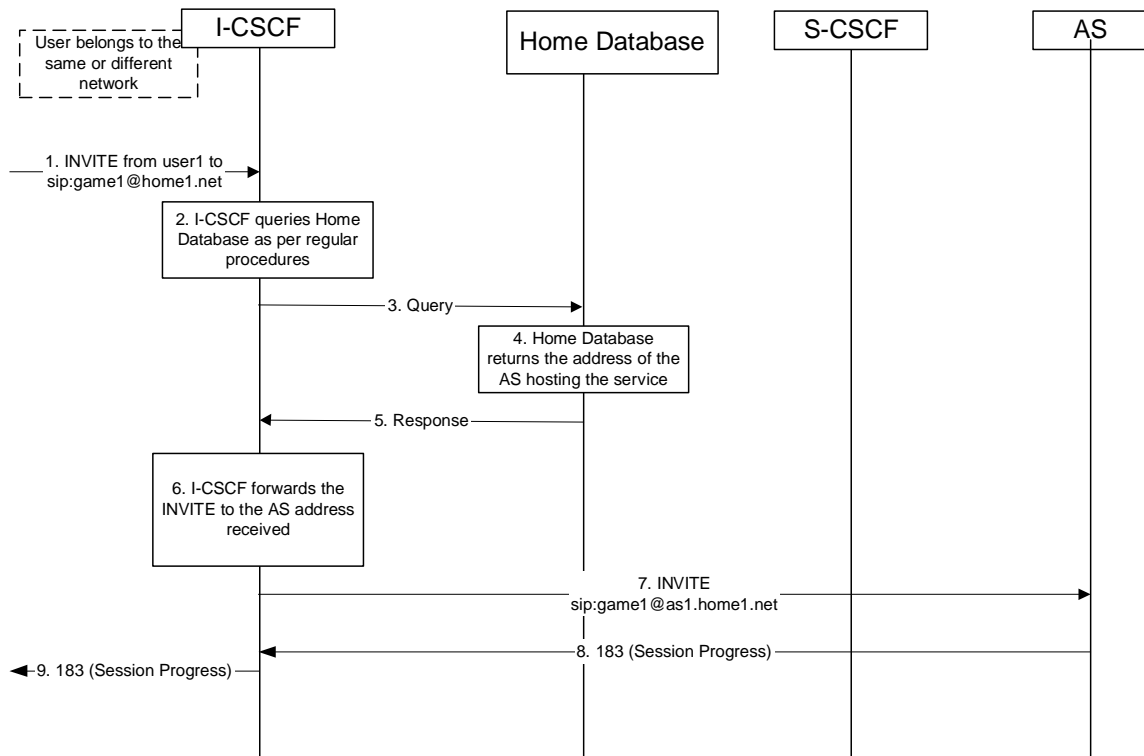 I-CSCF
Home Database
S-CSCF
AS
User belongs to the
same or different
network
1. INVITE from user1 to
sip:game1@home1.net
2. I-CSCF queries Home
Database as per regular
procedures
3. Query
4. Home Database
returns the address of the
AS hosting the service
5. Response
6. I-CSCF forwards the
INVITE to the AS address
received
7. INVITE
sip:game1@as1.home1.net
8. 183 (Session Progress)
9. 183 (Session Progress)